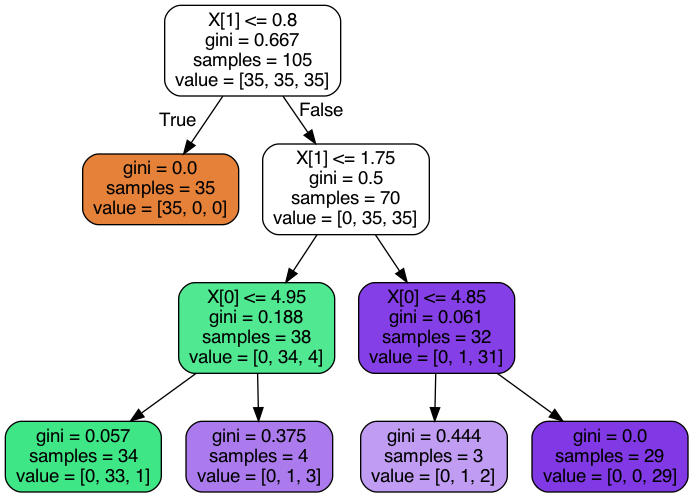 X[1] <= 0.8
gini = 0.667
samples = 105
value = [35, 35, 35]
True
False
gini = 0.0
samples = 35
value = [35, 0, 0]
X[1] <= 1.75
gini = 0.5
samples = 70
value = [0, 35, 35]
X[0] <= 4.95
gini = 0.188
samples = 38
value = [0, 34, 4]
X[0] <= 4.85
gini = 0.061
samples = 32
value = [0, 1, 31]
gini = 0.057
samples = 34
value = [0, 33, 1]
gini = 0.375
samples = 4
value = [0, 1, 3]
gini = 0.444
samples = 3
value = [0, 1, 2]
gini = 0.0
samples = 29
value = [0, 0, 29]